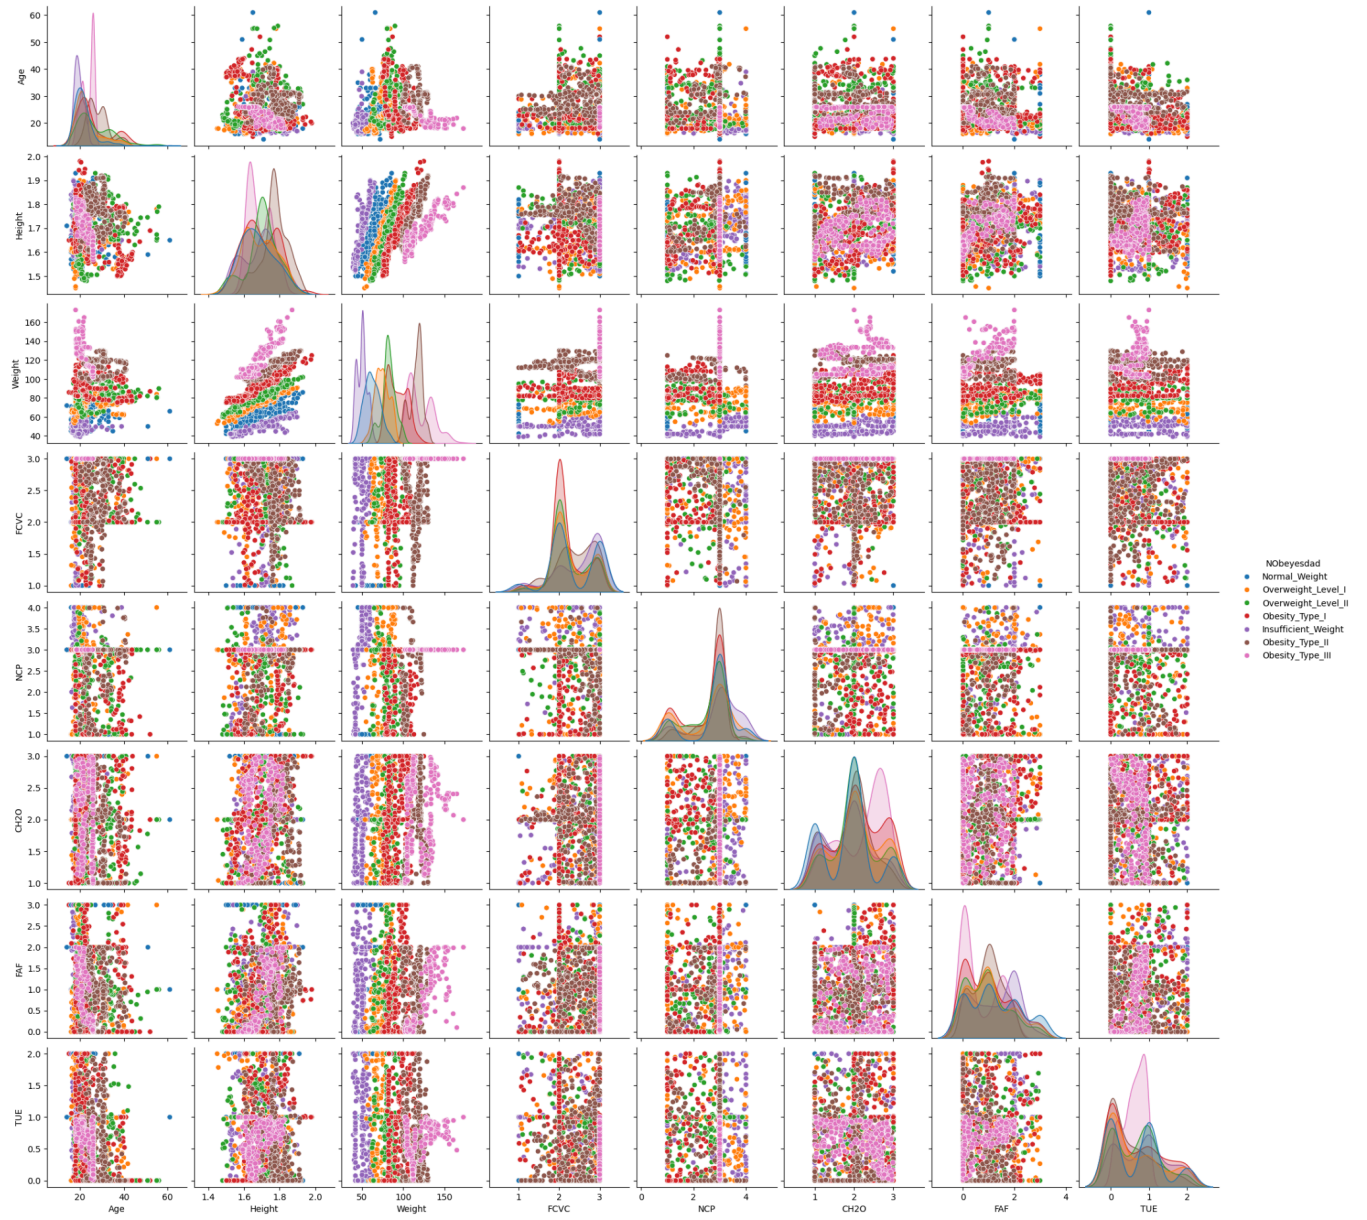 60
50
40
30
20
Age
2.0
1.9
1.8
1.7
1.6
1.5
Height
160
140
120
100
80
60
40
Weight
3.0
2.5
2.0
1.5
1.0
FCVC
4.0
3.5
3.0
2.5
2.0
1.5
1.0
NCP
3.0
2.5
2.0
1.5
1.0
CH2O
3.0
2.5
2.0
1.5
1.0
0.5
0.0
FAF
2.0
1.5
1.0
0.5
0.0
TUE
20 40 60
Age
1.4 1.6 1.8 2.0
Height
50 100 150
Weight
1 2 3
FCVC
0 2 4
NCP
1 2 3
CH2O
0 2 4
FAF
0 1 2
TUE
NObeyesdad
Normal_Weight
Overweight_Level_I
Overweight_Level_II
Obesity_Type_I
Insufficient_Weight
Obesity_Type_II
Obesity_Type_III